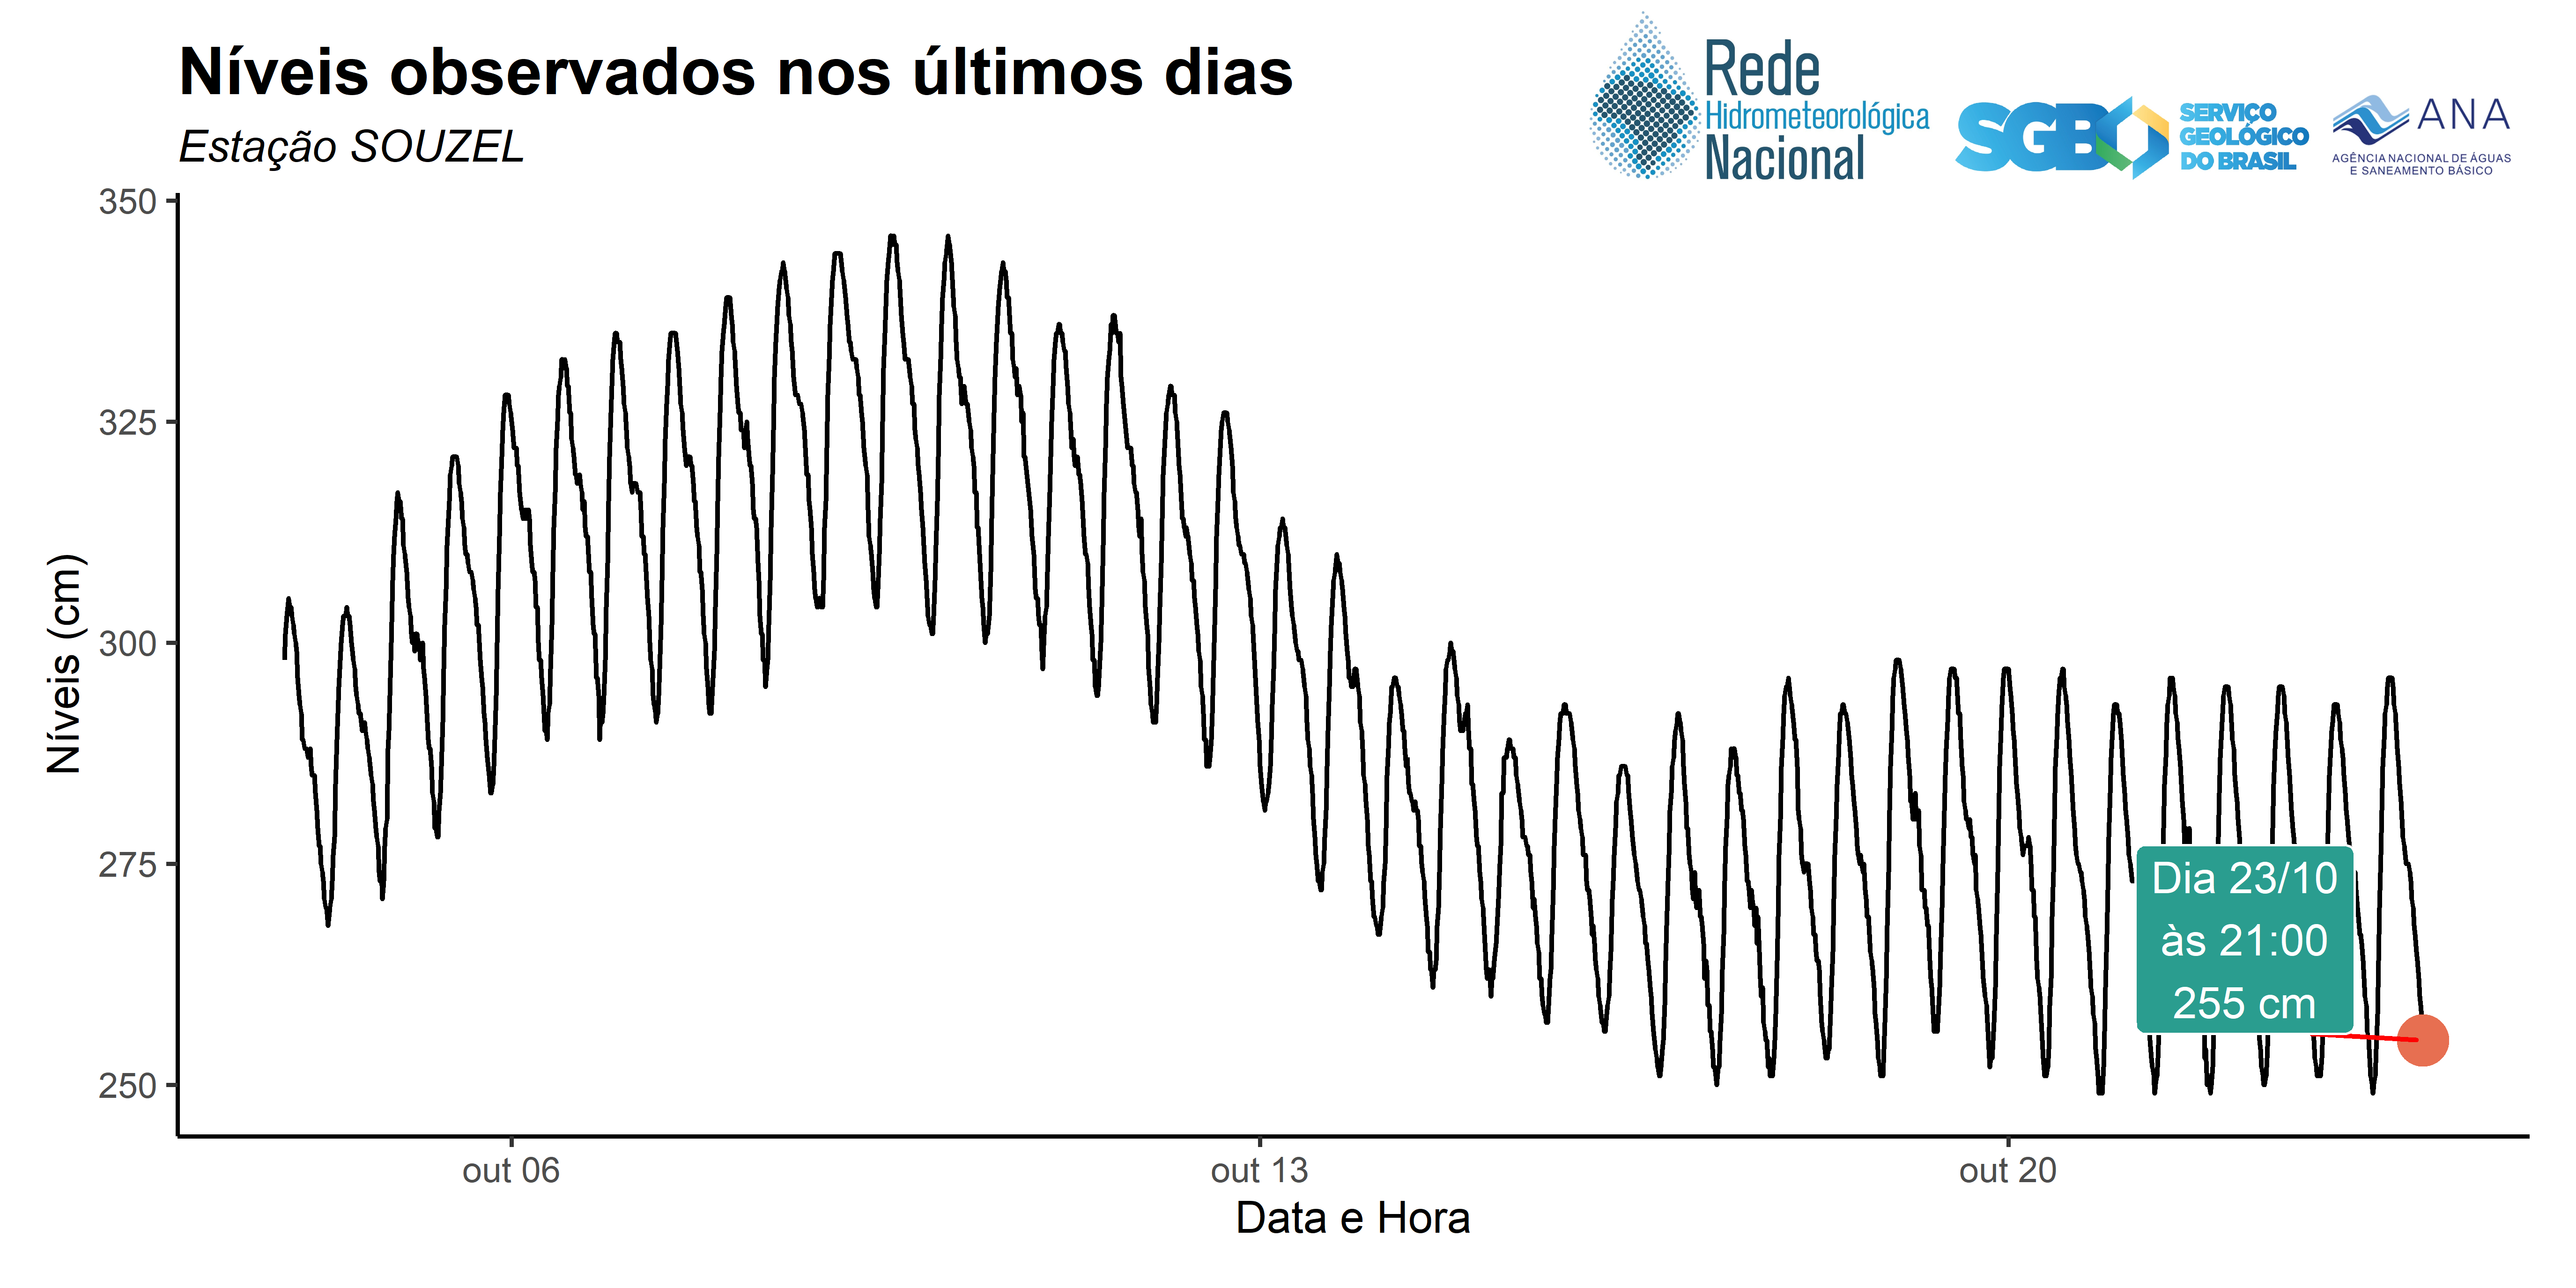 Níveis observados nos últimos dias
Estação SOUZEL
Rede
Hidrometeorológica
Nacional
SGB
SERVIÇO
GEOLÓGICO
DO BRASIL
ANA
AGÊNCIA NACIONAL DE ÁGUAS
E SANEAMENTO BÁSICO
Níveis (cm)
350
325
300
275
250
Dia 23/10
às 21:00
255 cm
out 06
out 13
out 20
Data e Hora